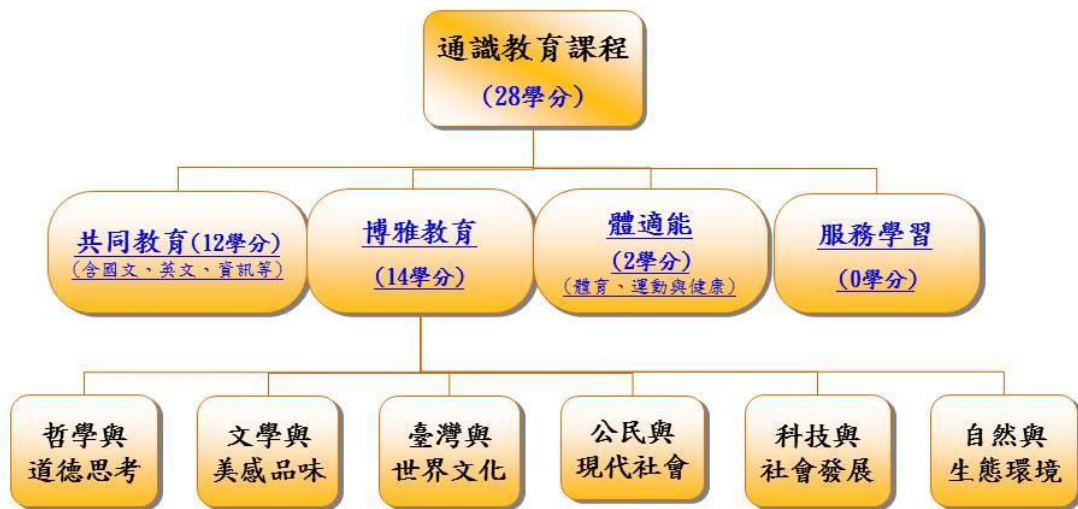 通識教育課程
(28學分)
共同教育(12學分)
(含國文、英文、資訊等)
博雅教育
(14學分)
體適能
(2學分)
(體育、運動與健康)
服務學習
(0學分)
哲學與
道德思考
文學與
美感品味
臺灣與
世界文化
公民與
現代社會
科技與
社會發展
自然與
生態環境